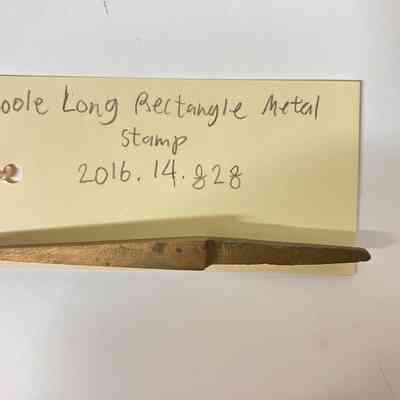 oole Long Rectangle Metal
Stamp
2016.14.828